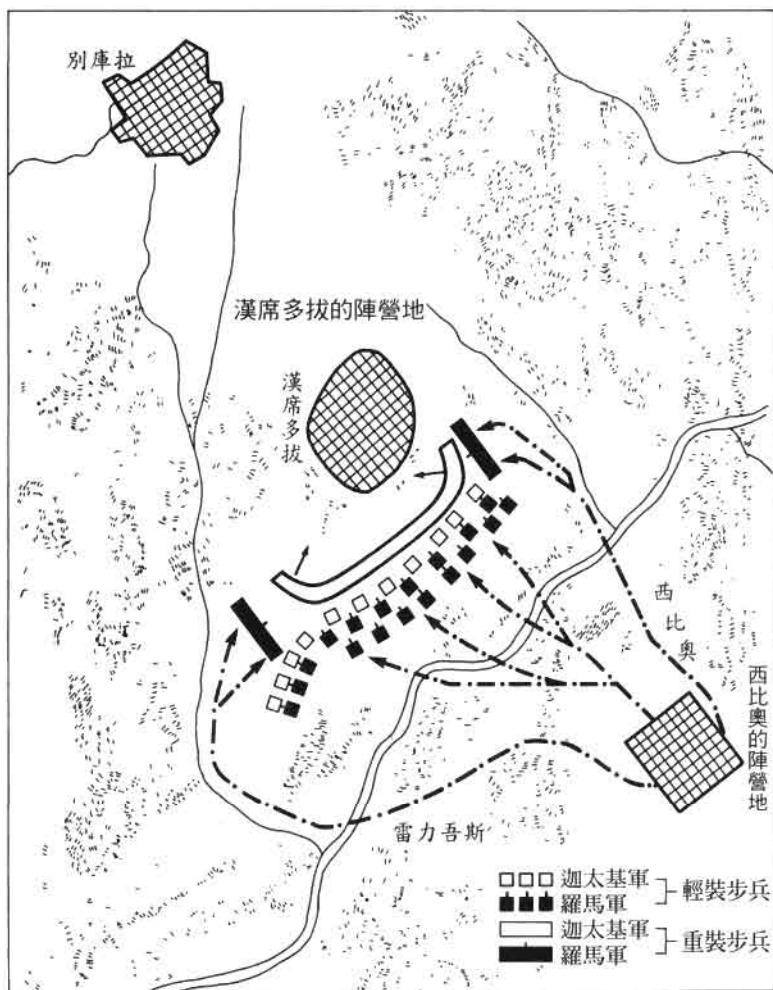 別庫拉
漢席多拔的陣營地
漢席多拔
西比奧
西比奧的陣營地
雷力吾斯
迦太基軍
羅馬軍
輕裝步兵
迦太基軍
羅馬軍
重裝步兵